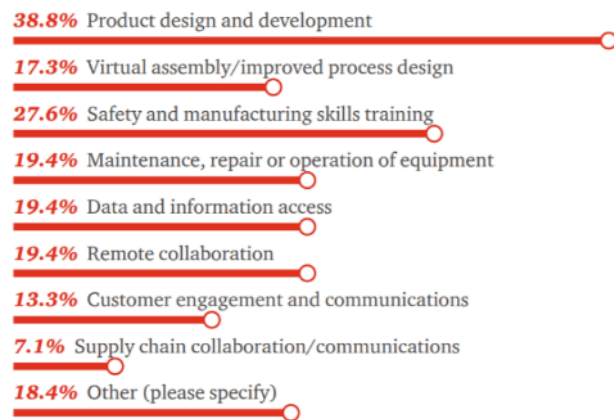 38.8% Product design and development
17.3% Virtual assembly/improved process design
27.6% Safety and manufacturing skills training
19.4% Maintenance, repair or operation of equipment
19.4% Data and information access
19.4% Remote collaboration
13.3% Customer engagement and communications
7.1% Supply chain collaboration/communications
18.4% Other (please specify)